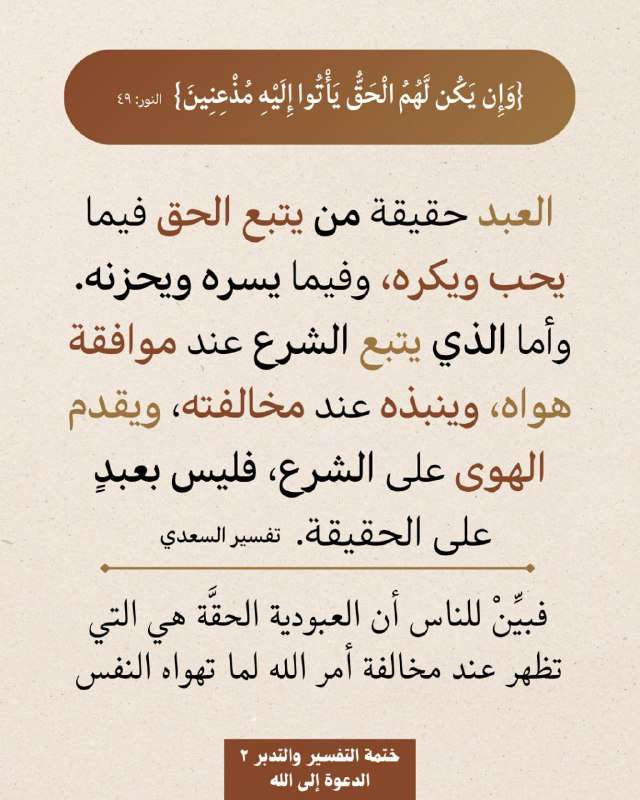 {وَإِن يَكُن لَّهُمُ الْحَقُّ يَأْتُوا إِلَيْهِ مُذْعِنِينَ} النور: ٤٩
العبد حقيقة من يتبع الحق فيما
يحب ويكره، وفيما يسره ويحزنه.
وأما الذي يتبع الشرع عند موافقة
هواه، وينبذه عند مخالفته، ويقدم
الهوى على الشرع، فليس بعبدٍ
على الحقيقة. تفسير السعدي
فبيِّنْ للناس أن العبودية الحقَّة هي التي
تظهر عند مخالفة أمر الله لما تهواه النفس
ختمة التفسير والتدبر ٢
الدعوة إلى الله